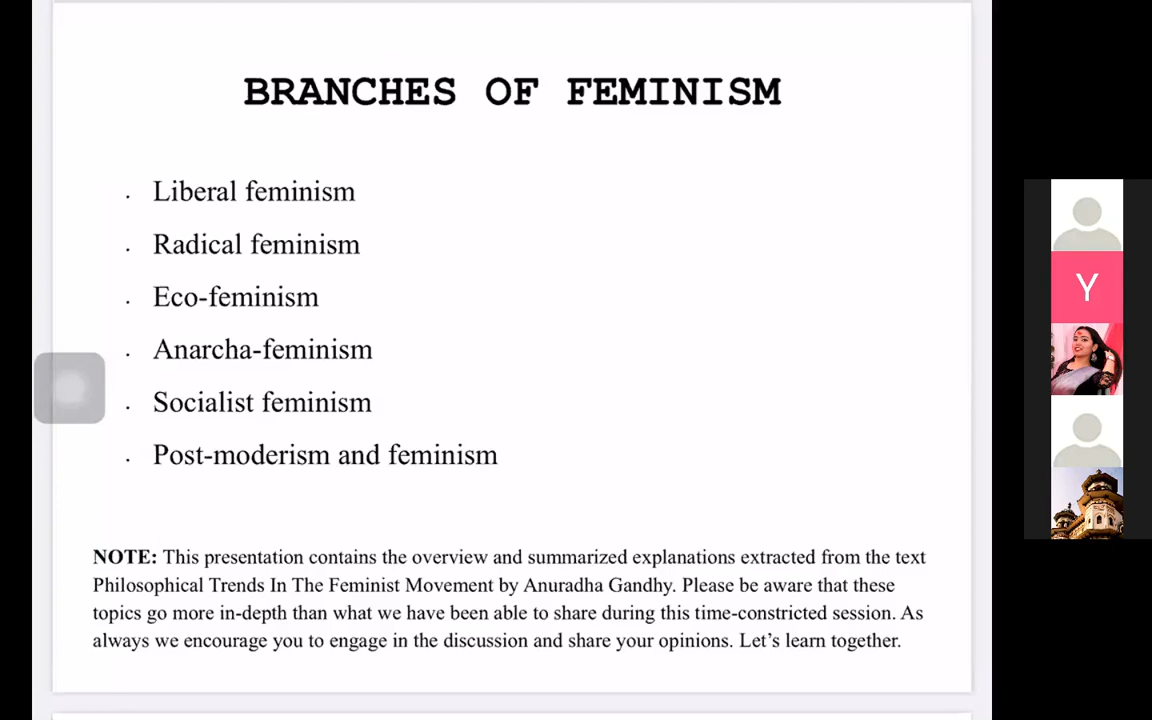 BRANCHES OF FEMINISM
. Liberal feminism
. Radical feminism
. Eco-feminism
. Anarcha-feminism
. Socialist feminism
. Post-moderism and feminism
NOTE: This presentation contains the overview and summarized explanations extracted from the text
Philosophical Trends In The Feminist Movement by Anuradha Gandhy. Please be aware that these
topics go more in-depth than what we have been able to share during this time-constricted session. As
always we encourage you to engage in the discussion and share your opinions. Let’s learn together.
Y